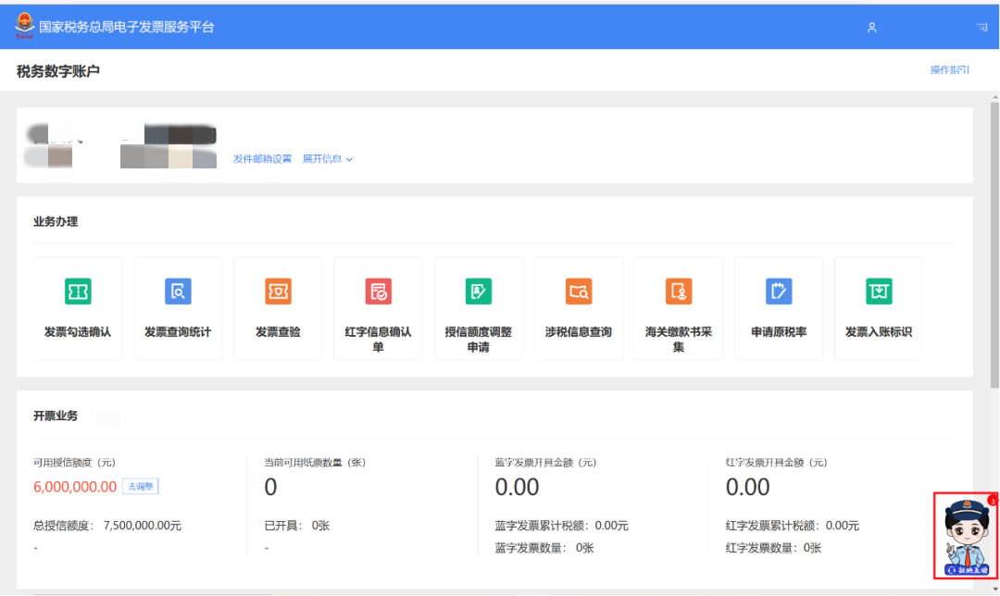 国家税务总局电子发票服务平台
税务数字账户
操作指引
发件邮箱设置 展开信息
业务办理
发票勾选确认
发票查询统计
发票查验
红字信息确认
单
授信额度调整
申请
涉税信息查询
海关缴款书采
集
申请原税率
发票入账标识
开票业务
可用授信额度（元）
6,000,000.00 去调整
总授信额度： 7,500,000.00元
-
当前可用纸票数量（张）
0
已开具： 0张
-
蓝字发票开具金额（元）
0.00
蓝字发票累计税额：0.00元
蓝字发票数量： 0张
红字发票开具金额（元）
0.00
红字发票累计税额：0.00元
红字发票数量：0张
3
征纳互动